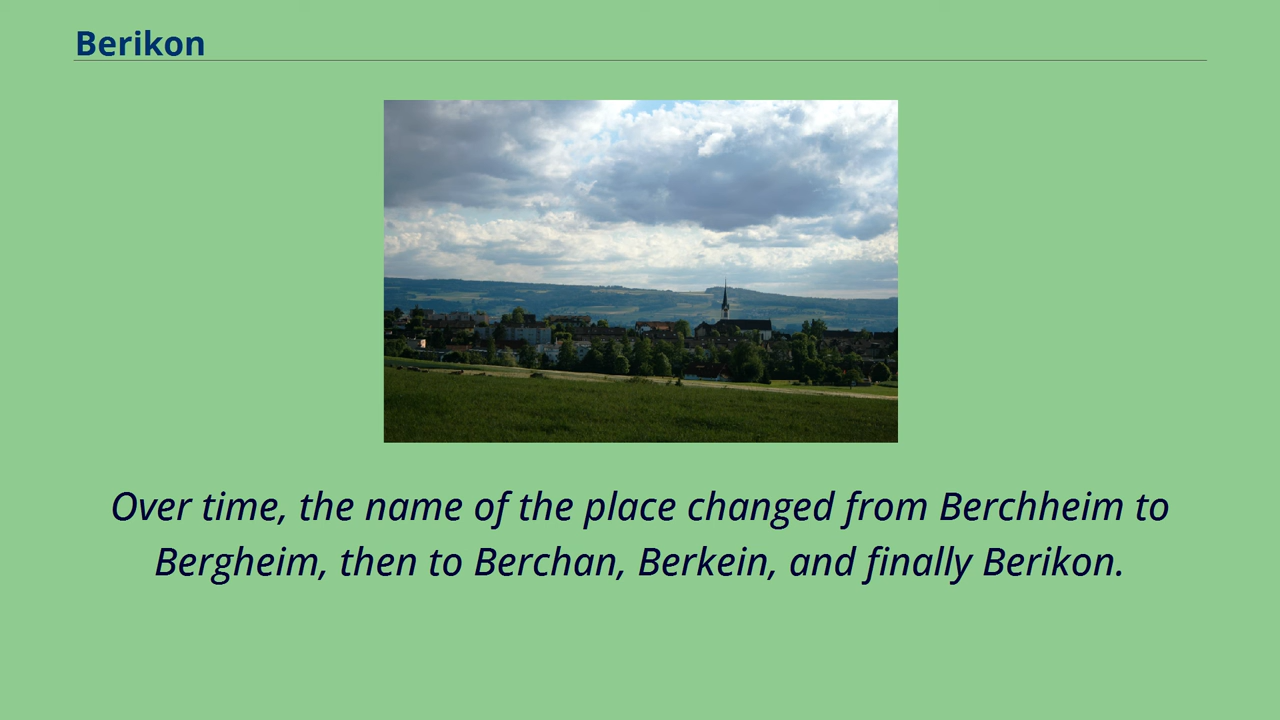 Berikon
Over time, the name of the place changed from Berchheim to
Bergheim, then to Berchan, Berkein, and finally Berikon.